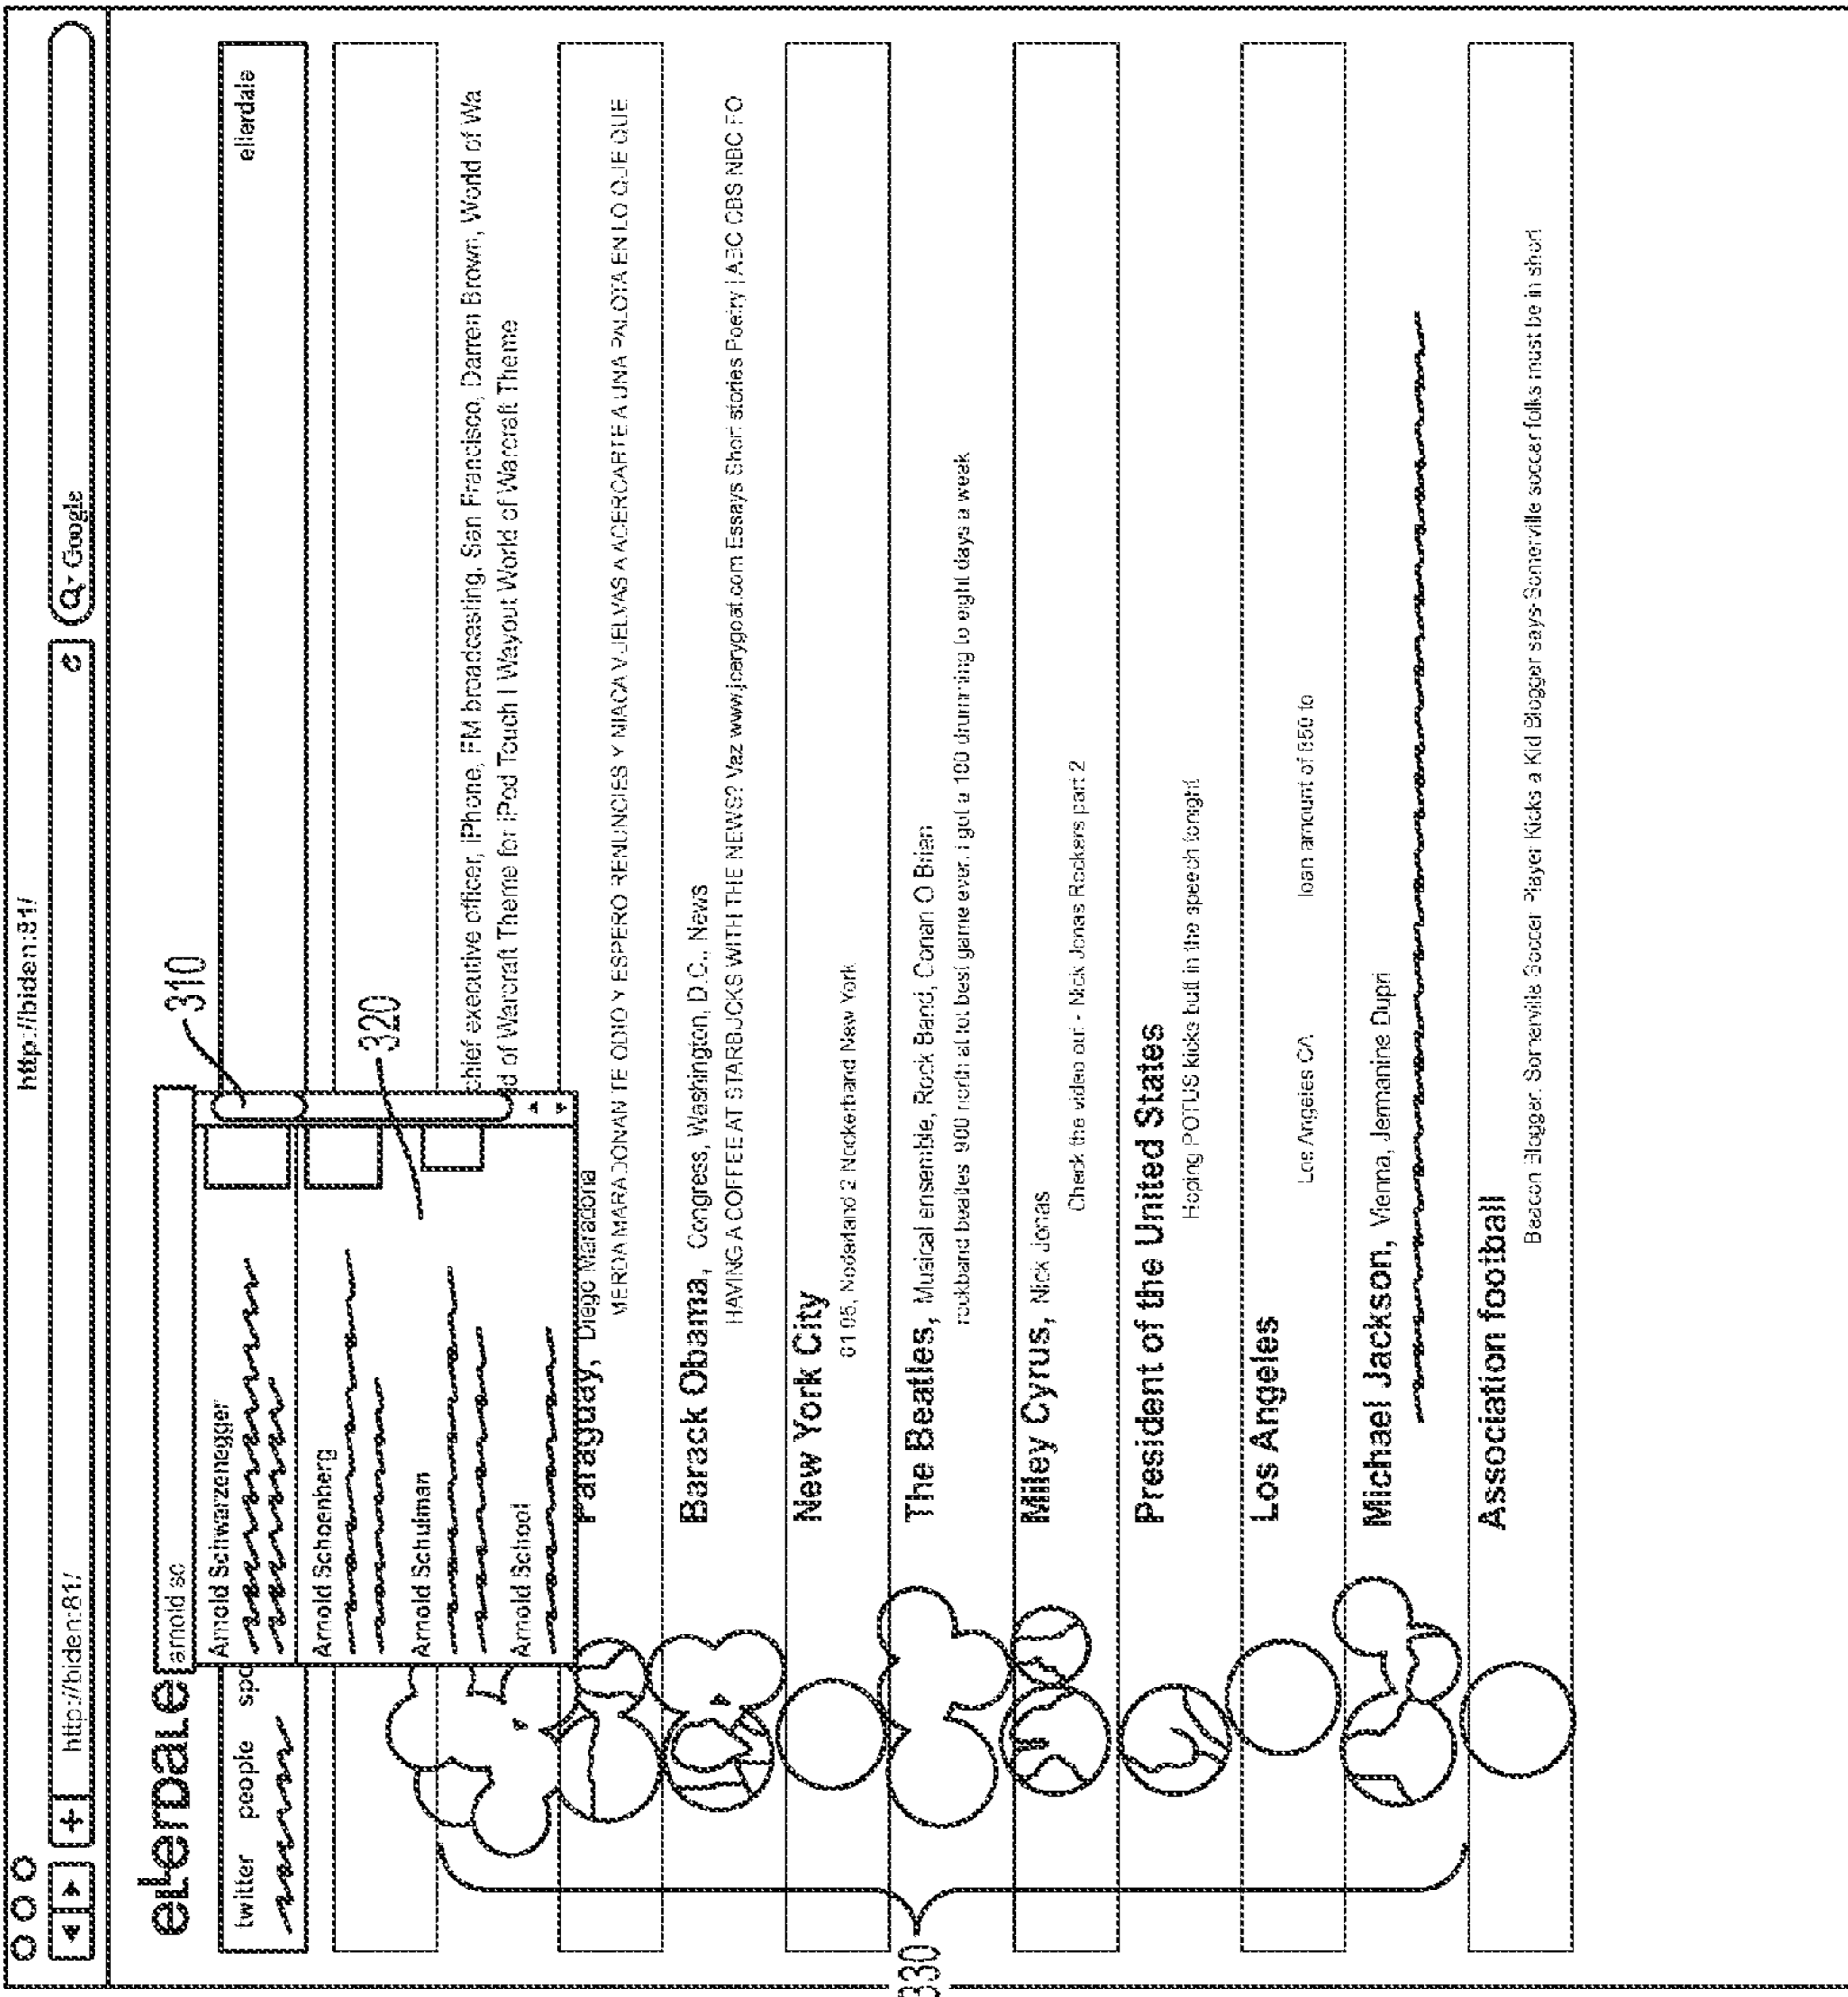 http://biden:81/
http://biden:81/
Google
eLLerDaLe
arnold sc
310
twitter people spo
ellerdale
Arnold Schwarzenegger
Arnold Schoenberg
320
Arnold Schulman
Arnold School
chief executive officer, iPhone, FM broadcasting, San Francisco, Darren Brown, World of Wa
d of Warcraft Theme for iPod Touch I Wayout World of Warcraft Theme
Paraguay, Diego Maradona
MERDA MARADONAN TE ODIO Y ESPERO RENUNCIES Y NIACA VUELVAS A ACERCARTE A UNA PALOTA EN LO QUE QUE
Barack Obama, Congress, Washington, D.C., News
HAVING A COFFEE AT STARBUCKS WITH THE NEWS? Vaz www.joerygoat.com Essays Short stories Poetry | ABC CBS NBC FO
New York City
01 95, Nodarland 2 Nockerband New York
The Beatles, Musical ensemble, Rock Band, Conan O Brian
rockband beatles 900 north at lot best game ever. i got a 100 drumming to eight days a weak
330
Miley Cyrus, Nick Jonas
Check the video our - Nick Jonas Rockers part 2
President of the United States
Hoping POTUS kicks butt in the speech tonight
Los Angeles
Los Angeles CA loan amount of 850 to
Michael Jackson, Vienna, Jermanine Dupri
Association football
Beacon Blogger. Somerville Soccer Player Kicks a Kid Blogger says-Somerville soccer folks must be in short